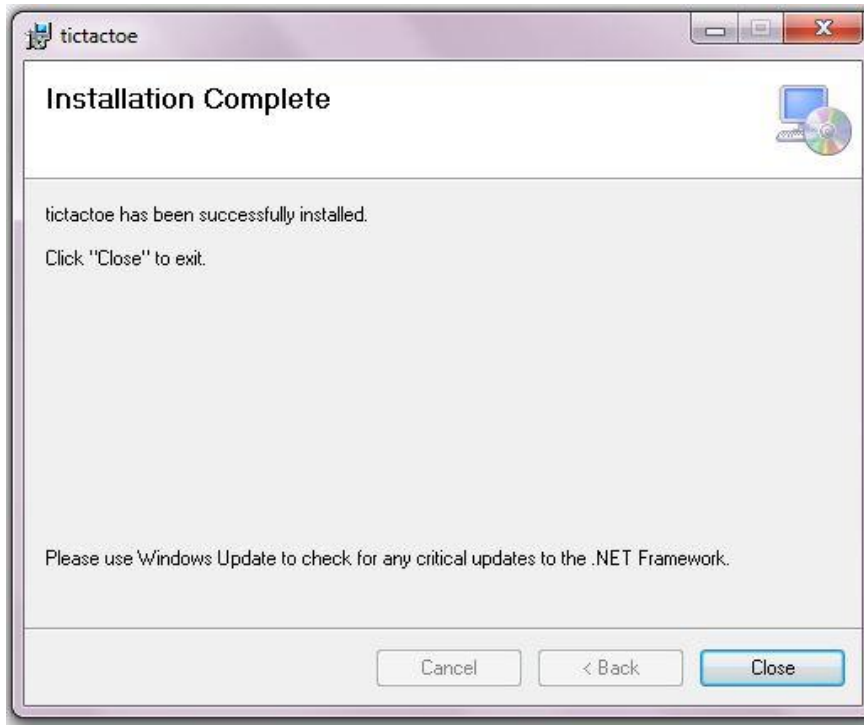 tictactoe
Installation Complete
tictactoe has been successfully installed.
Click "Close" to exit.
Please use Windows Update to check for any critical updates to the .NET Framework.
Cancel
< Back
Close